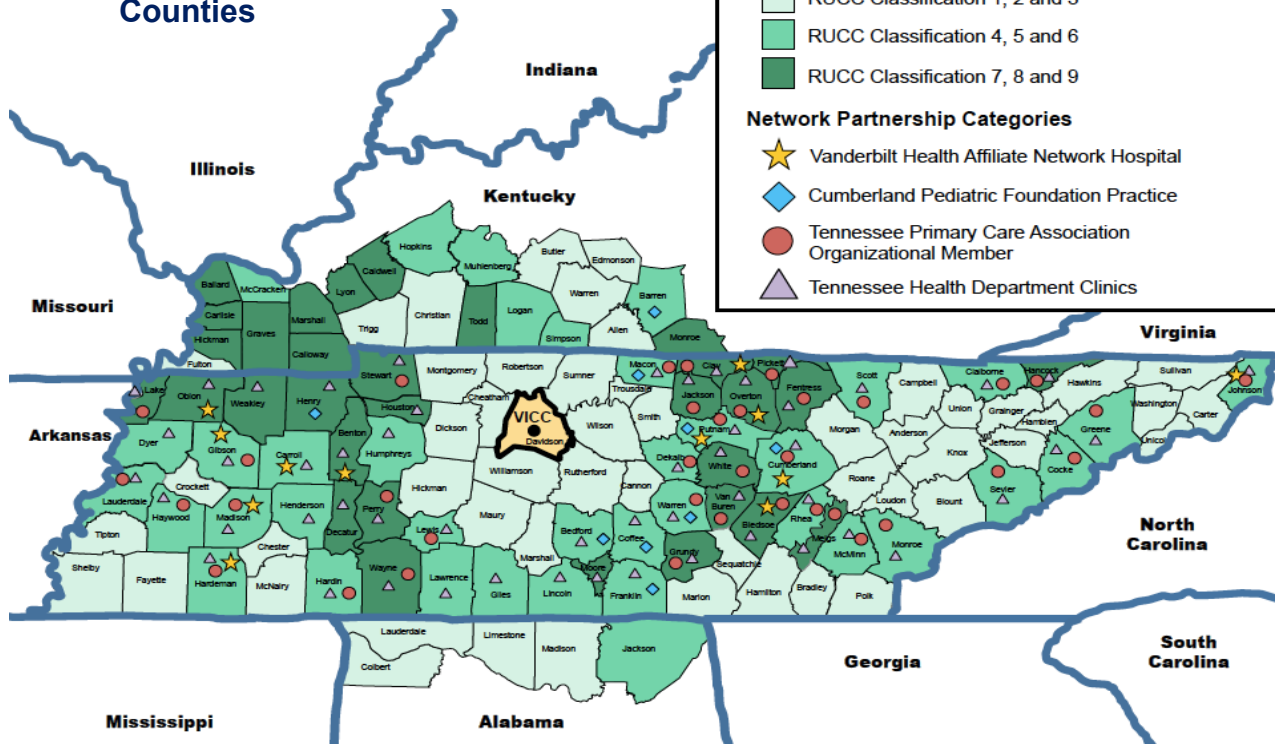 Counties
RUCC Classification 1, 2 and 3
RUCC Classification 4, 5 and 6
RUCC Classification 7, 8 and 9
Network Partnership Categories
Vanderbilt Health Affiliate Network Hospital
Cumberland Pediatric Foundation Practice
Tennessee Primary Care Association
Organizational Member
Tennessee Health Department Clinics
Indiana
Illinois
Kentucky
Missouri
Virginia
Arkansas
North
Carolina
South
Carolina
Georgia
Alabama
Mississippi
Hopkins
Muhlenberg
Butler
Edmonson
Caldwell
Ballard
McCracken
Lyon
Warren
Barren
Carlisle
Graves
Marshall
Trigg
Christian
Todd
Logan
Allen
Hickman
Calloway
Simpson
Monroe
Fulton
Stewart
Montgomery
Robertson
Sumner
Macon
Clay
Pickett
Scott
Claiborne
Hancock
Sullivan
Johnson
Lake
Obion
Weakley
Henry
Houston
Cheatham
Trousdale
Jackson
Overton
Fentress
Campbell
Hawkins
Washington
Carter
Union
Grainger
Hamblen
Greene
Unicoi
VICC
Davidson
Dyer
Gibson
Carroll
Benton
Humphreys
Dickson
Wilson
Smith
Putnam
Morgan
Anderson
Jefferson
Knox
Cocke
Crockett
Williamson
Rutherford
Dekalb
White
Cumberland
Roane
Loudon
Blount
Sevier
Lauderdale
Haywood
Madison
Henderson
Decatur
Perry
Hickman
Maury
Cannon
Warren
Van
Buren
Bledsoe
Rhea
Meigs
McMinn
Monroe
Tipton
Chester
Lewis
Marshall
Bedford
Coffee
Grundy
Sequatchie
Shelby
Fayette
Hardeman
McNairy
Hardin
Wayne
Lawrence
Giles
Lincoln
Moore
Franklin
Marion
Hamilton
Bradley
Polk
Lauderdale
Limestone
Madison
Jackson
Colbert